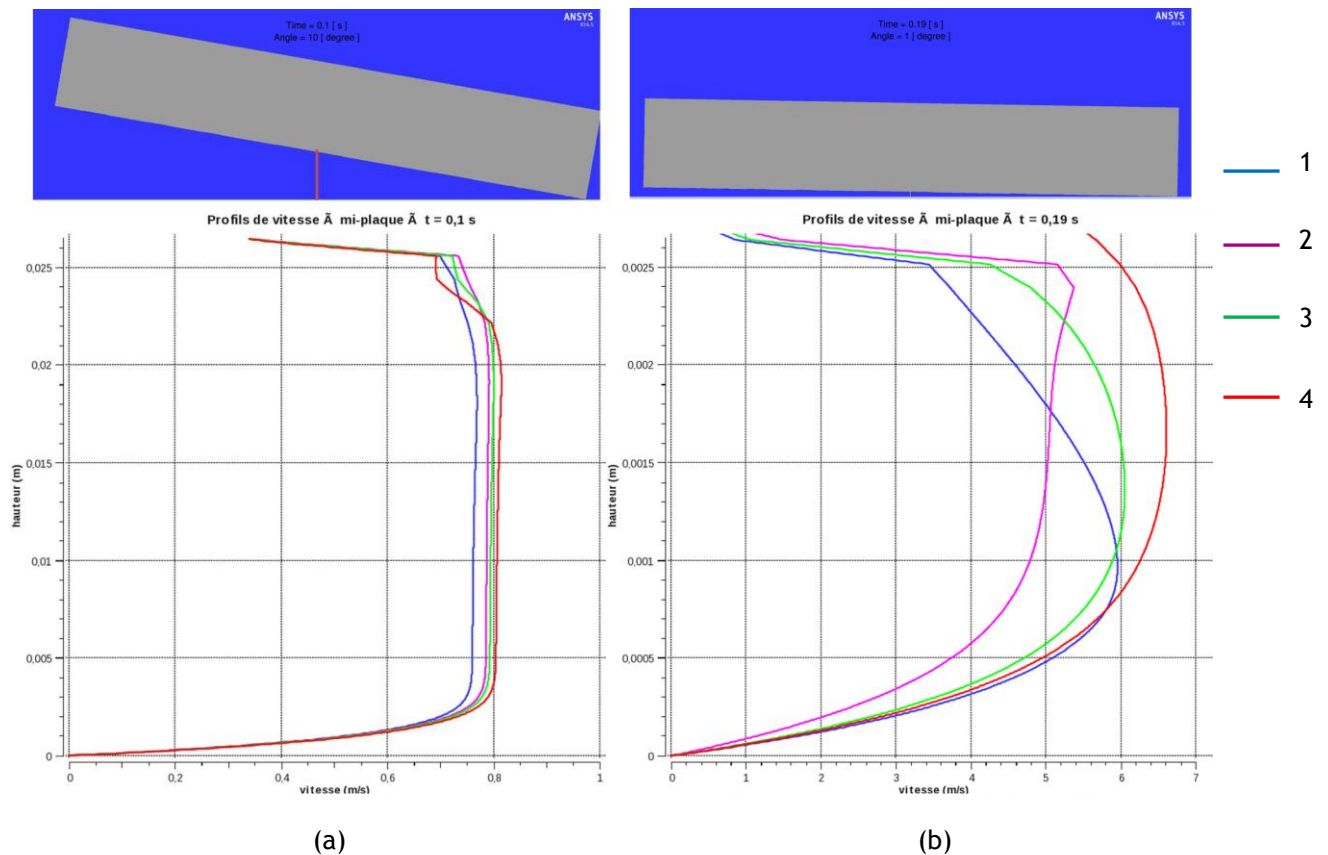 Time = 0.1 [ s ]
Angle = 10 [ degree ]
ANSYS
R16.5
Time = 0.19 [ s ]
Angle = 1 [ degree ]
ANSYS
R16.5
Profils de vitesse Ã mi-plaque Ã t = 0,1 s
0,025
0,02
0,015
0,01
0,005
0
hauteur (m)
0
0,2
0,4
0,6
0,8
1
vitesse (m/s)
(a)
Profils de vitesse Ã mi-plaque Ã t = 0,19 s
0,0025
0,002
0,0015
0,001
0,0005
0
hauteur (m)
0
1
2
3
4
5
6
7
vitesse (m/s)
(b)
1
2
3
4